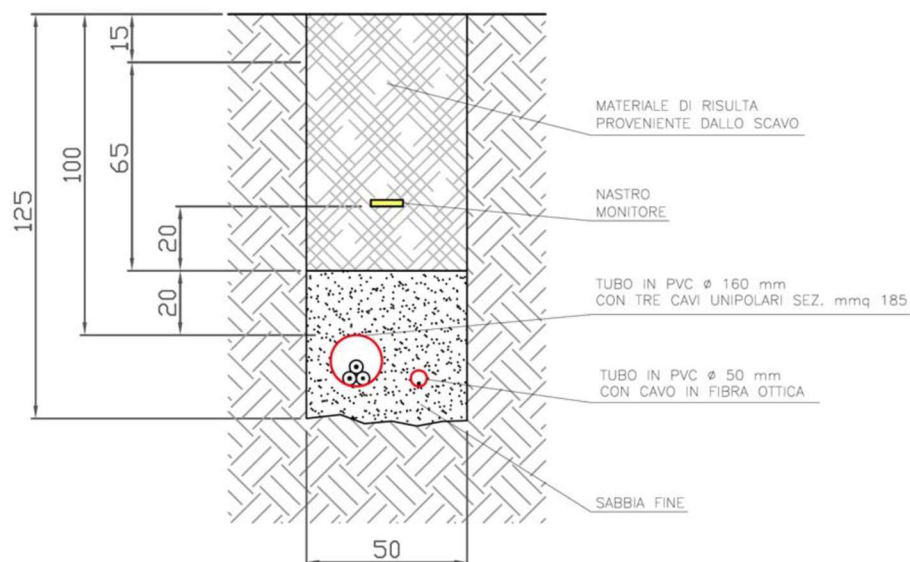 15
65
100
125
20
20
50
MATERIALE DI RISULTA
PROVENIENTE DALLO SCAVO
NASTRO
MONITORE
TUBO IN PVC ø 160 mm
CON TRE CAVI UNIPOLARI SEZ. mmq 185
TUBO IN PVC ø 50 mm
CON CAVO IN FIBRA OTTICA
SABBIA FINE